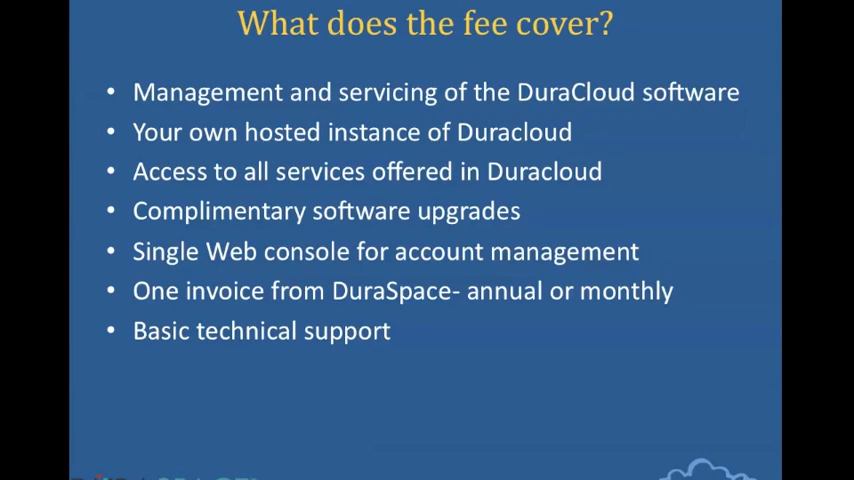 What does the fee cover?
• Management and servicing of the DuraCloud software
• Your own hosted instance of Duracloud
• Access to all services offered in Duracloud
• Complimentary software upgrades
• Single Web console for account management
• One invoice from DuraSpace- annual or monthly
• Basic technical support